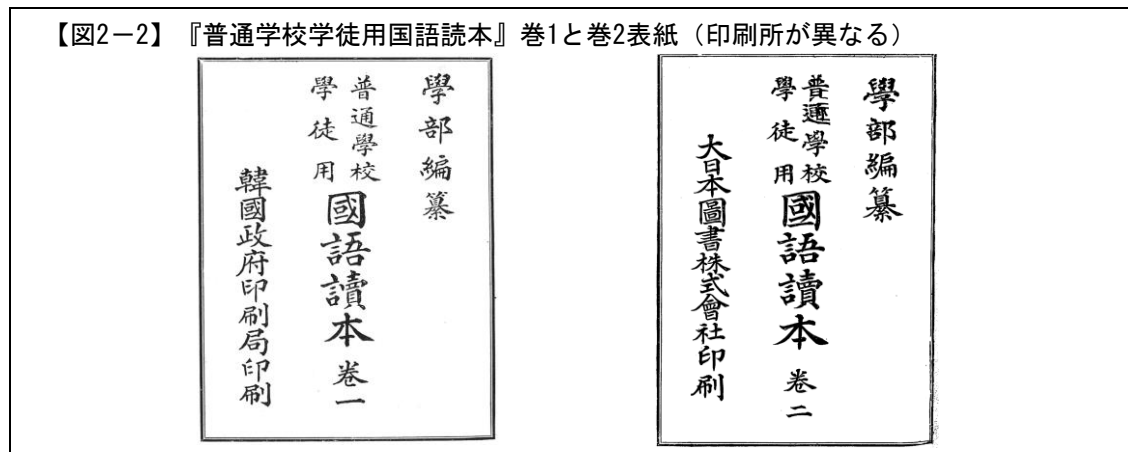 【図2－2】『普通学校学徒用国語読本』巻1と巻2表紙（印刷所が異なる）
學部編纂
普通學校
學徒用
國語讀本 卷一
韓國政府印刷局印刷
學部編纂
普通學校
學徒用
國語讀本 卷二
大日本圖書株式會社印刷